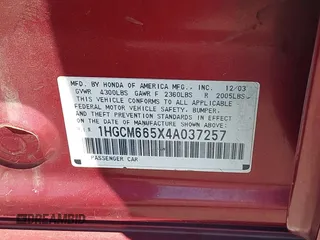 MFD. BY HONDA OF AMERICA MFG., INC. 12/03
GVWR 4300LBS GAWR F 2360LBS R 2005LBS
THIS VEHICLE CONFORMS TO ALL APPLICABLE
FEDERAL MOTOR VEHICLE SAFETY, BUMPER,
AND THEFT PREVENTION STANDARDS IN EFFECT
ON THE DATE OF MANUFACTURE SHOWN ABOVE.
1HGCM665X4A037257
PASSENGER CAR
DREAMBID